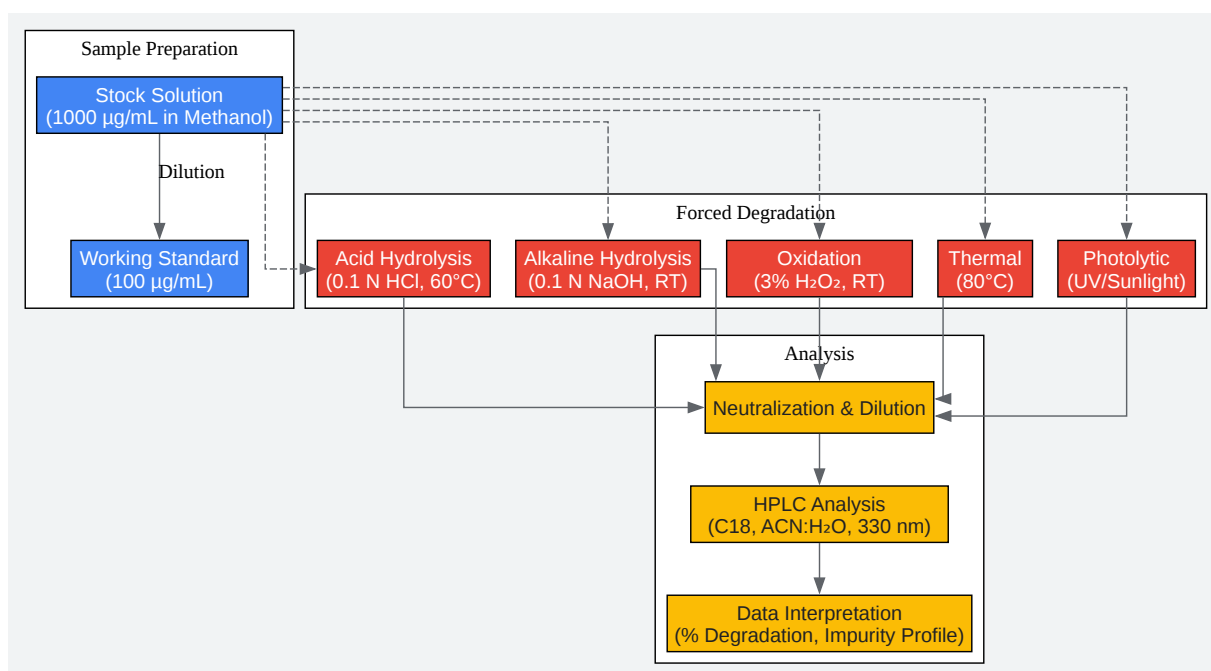 Sample Preparation
Stock Solution
(1000 µg/mL in Methanol)
Dilution
Working Standard
(100 µg/mL)
Forced Degradation
Acid Hydrolysis
(0.1 N HCl, 60°C)
Alkaline Hydrolysis
(0.1 N NaOH, RT)
Oxidation
(3% H₂O₂, RT)
Thermal
(80°C)
Photolytic
(UV/Sunlight)
Analysis
Neutralization & Dilution
HPLC Analysis
(C18, ACN:H₂O, 330 nm)
Data Interpretation
(% Degradation, Impurity Profile)